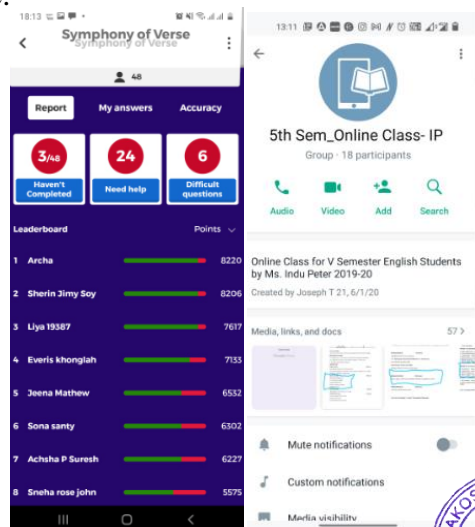 18:13
Symphony of Verse
Symphony of Verse
48
Report My answers Accuracy
3/48 24 6
Haven't Completed Need help Difficult questions
Leaderboard Points
1 Archa 8220
2 Sherin Jimy Soy 8206
3 Liya 19387 7617
4 Everis khonglah 7133
5 Jeena Mathew 6532
6 Sona santy 6302
7 Achsha P Suresh 6227
8 Sneha rose john 5575
13:11
5th Sem_Online Class- IP
Group · 18 participants
Audio Video Add Search
Online Class for V Semester English Students
by Ms. Indu Peter 2019-20
Created by Joseph T 21, 6/1/20
Media, links, and docs 57 >
Mute notifications
Custom notifications
Media visibility